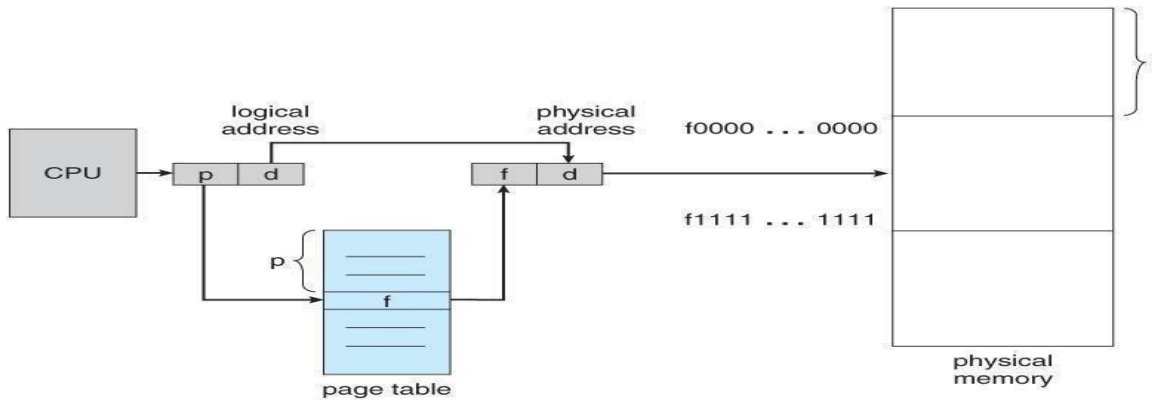 logical
address
physical
address
f0000 ... 0000
CPU
p
d
f
d
f1111 ... 1111
p
f
page table
physical
memory